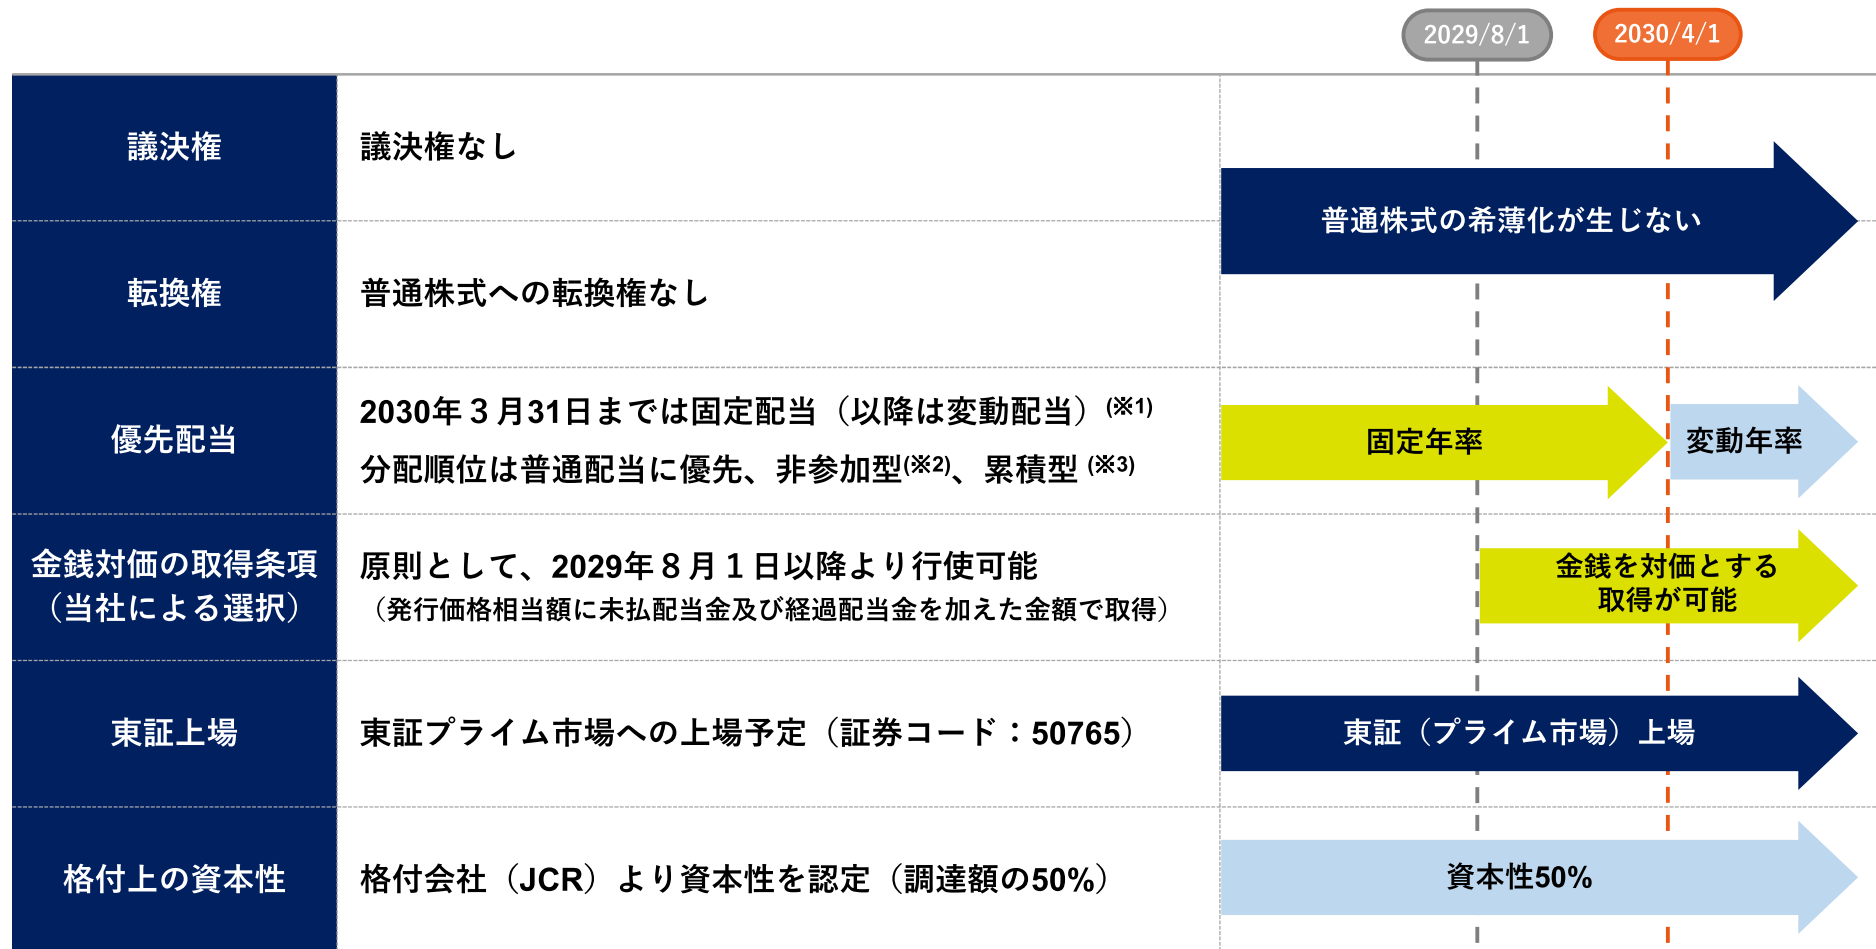 2029/8/1
2030/4/1
議決権
議決権なし
普通株式の希薄化が生じない
転換権
普通株式への転換権なし
優先配当
2030年３月31日までは固定配当（以降は変動配当）(※1)
分配順位は普通配当に優先、非参加型(※2)、累積型 (※3)
固定年率
変動年率
金銭対価の取得条項
（当社による選択）
原則として、2029年８月１日以降より行使可能
（発行価格相当額に未払配当金及び経過配当金を加えた金額で取得）
金銭を対価とする
取得が可能
東証上場
東証プライム市場への上場予定（証券コード：50765）
東証（プライム市場）上場
格付上の資本性
格付会社（JCR）より資本性を認定（調達額の50%）
資本性50%